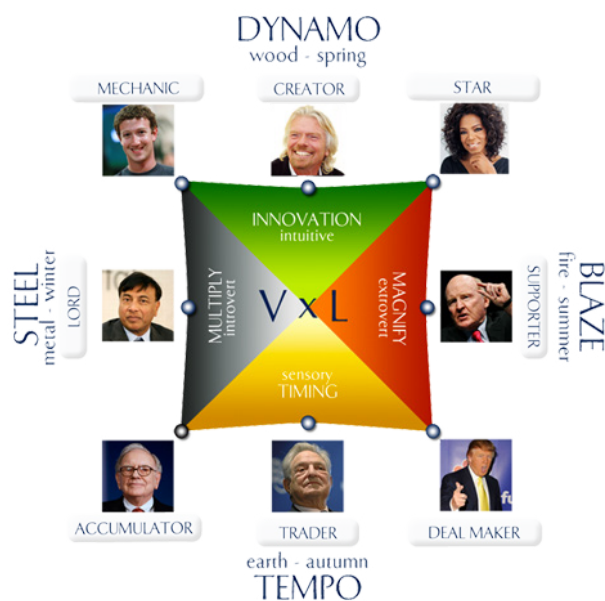 DYNAMO
wood - spring
MECHANIC
CREATOR
STAR
INNOVATION
intuitive
STEEL
metal - winter
LORD
MULTIPLY
introvert
V x L
MAGNIFY
extrovert
SUPPORTER
fire - summer
BLAZE
sensory
TIMING
ACCUMULATOR
TRADER
DEAL MAKER
earth - autumn
TEMPO